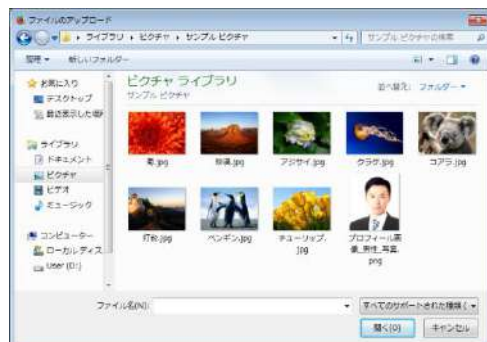 ファイルのアップロード
ライブラリ ▸ ピクチャ ▸ サンプル ピクチャ
サンプル ピクチャの検索
整理 新しいフォルダー
お気に入り
デスクトップ
最近表示した場所
ライブラリ
ドキュメント
ピクチャ
ビデオ
ミュージック
コンピューター
ローカル ディス
User (D:)
ピクチャ ライブラリ
サンプル ピクチャ
並べ替え: フォルダー
菊.jpg
砂漠.jpg
アジサイ.jpg
クラゲ.jpg
コアラ.jpg
灯台.jpg
ペンギン.jpg
チューリップ.
jpg
プロフィール画
像_男性_写真.
png
ファイル名(N):
すべてのサポートされた種類 (
開く(O)
キャンセル